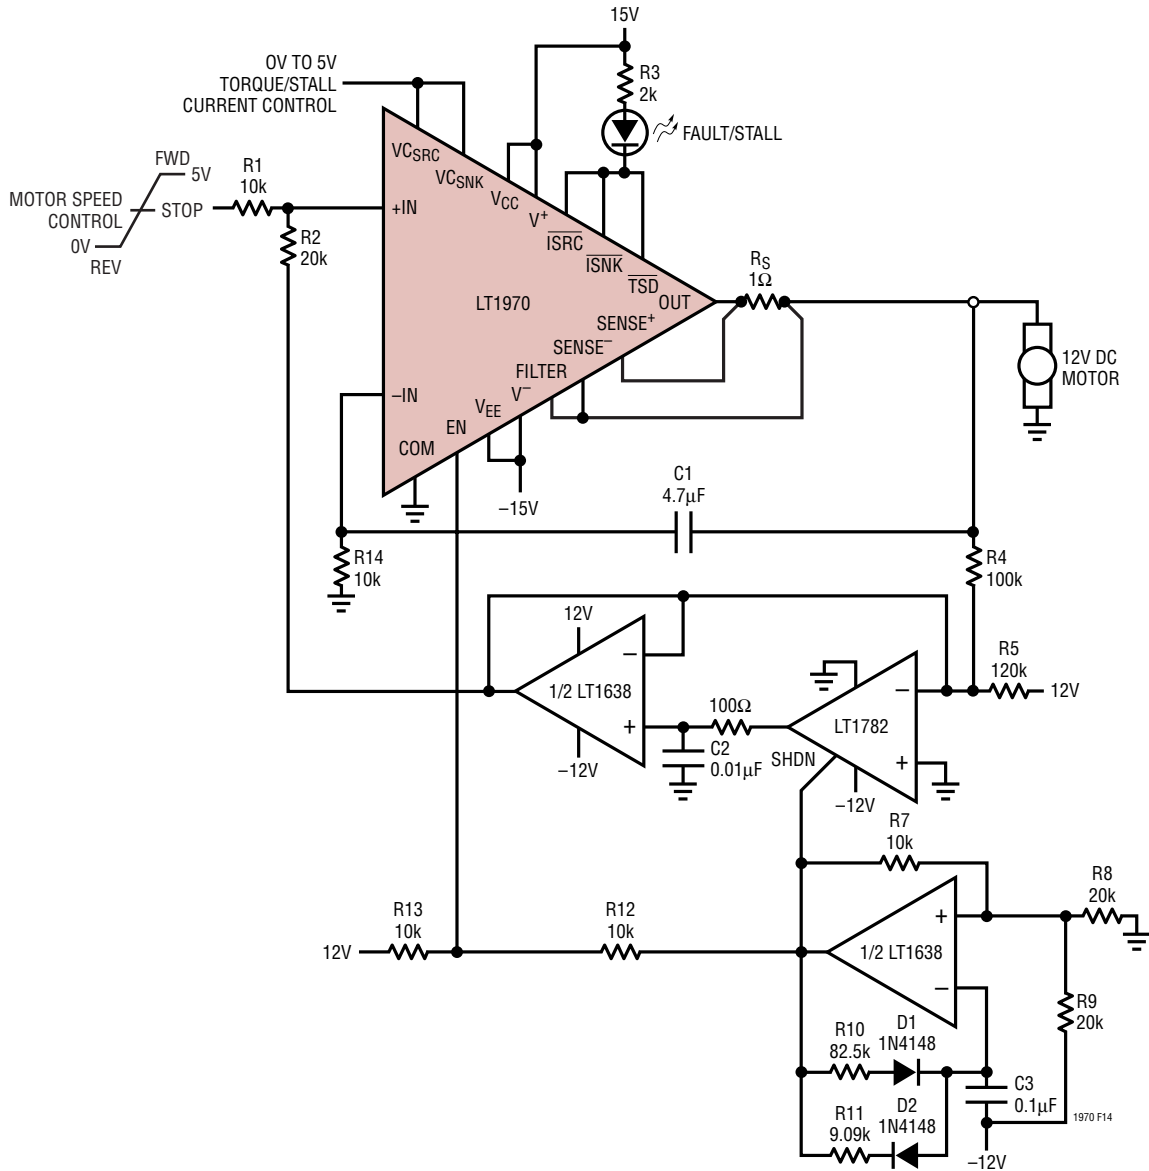 15V
0V TO 5V
TORQUE/STALL
CURRENT CONTROL
R3
2k
FAULT/STALL
FWD
5V
MOTOR SPEED
CONTROL
STOP
0V
REV
R1
10k
R2
20k
VCSRC
VCSNK
VCC
V+
ISRC
ISNK
TSD
OUT
+IN
LT1970
SENSE+
SENSE−
FILTER
V−
VEE
EN
−IN
COM
RS
1Ω
12V DC
MOTOR
−15V
C1
4.7µF
R14
10k
R4
100k
12V
−
1/2 LT1638
+
−12V
100Ω
C2
0.01µF
−
LT1782
+
SHDN
−12V
R5
120k
12V
R7
10k
R8
20k
R13
10k
R12
10k
12V
+
1/2 LT1638
−
R9
20k
R10
82.5k
D1
1N4148
R11
9.09k
D2
1N4148
C3
0.1µF
1970 F14
−12V